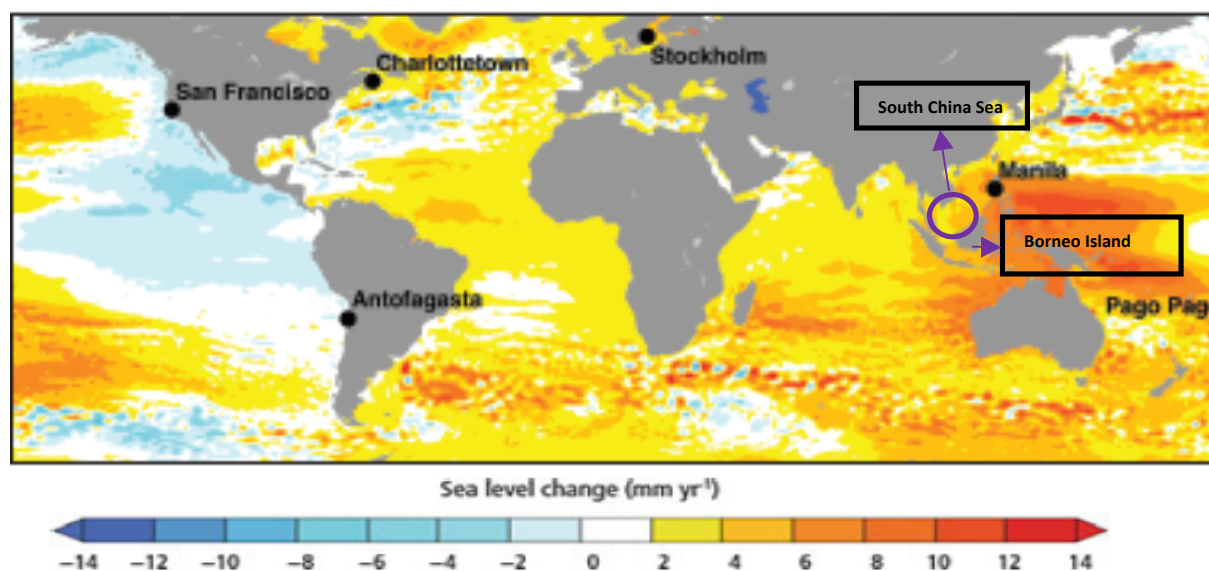 Stockholm
Charlottetown
San Francisco
South China Sea
Manila
Borneo Island
Antofagasta
Pago Pag
Sea level change (mm yr⁻¹)
−14 −12 −10 −8 −6 −4 −2 0 2 4 6 8 10 12 14